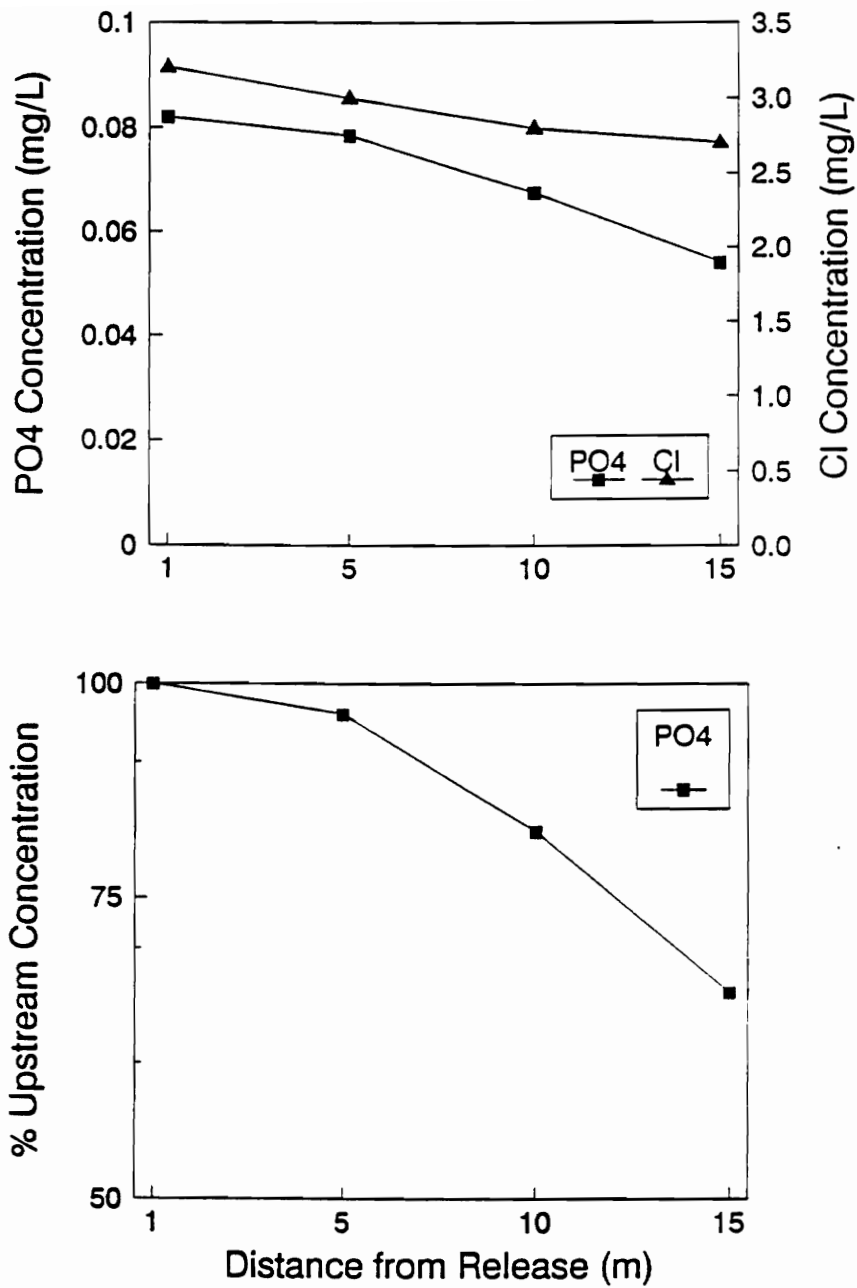 PO4 Concentration (mg/L)
0.1
0.08
0.06
0.04
0.02
0
3.5
3.0
2.5
2.0
1.5
1.0
0.5
0.0
Cl Concentration (mg/L)
PO4 Cl
1 5 10 15
% Upstream Concentration
100
75
50
PO4
1 5 10 15
Distance from Release (m)